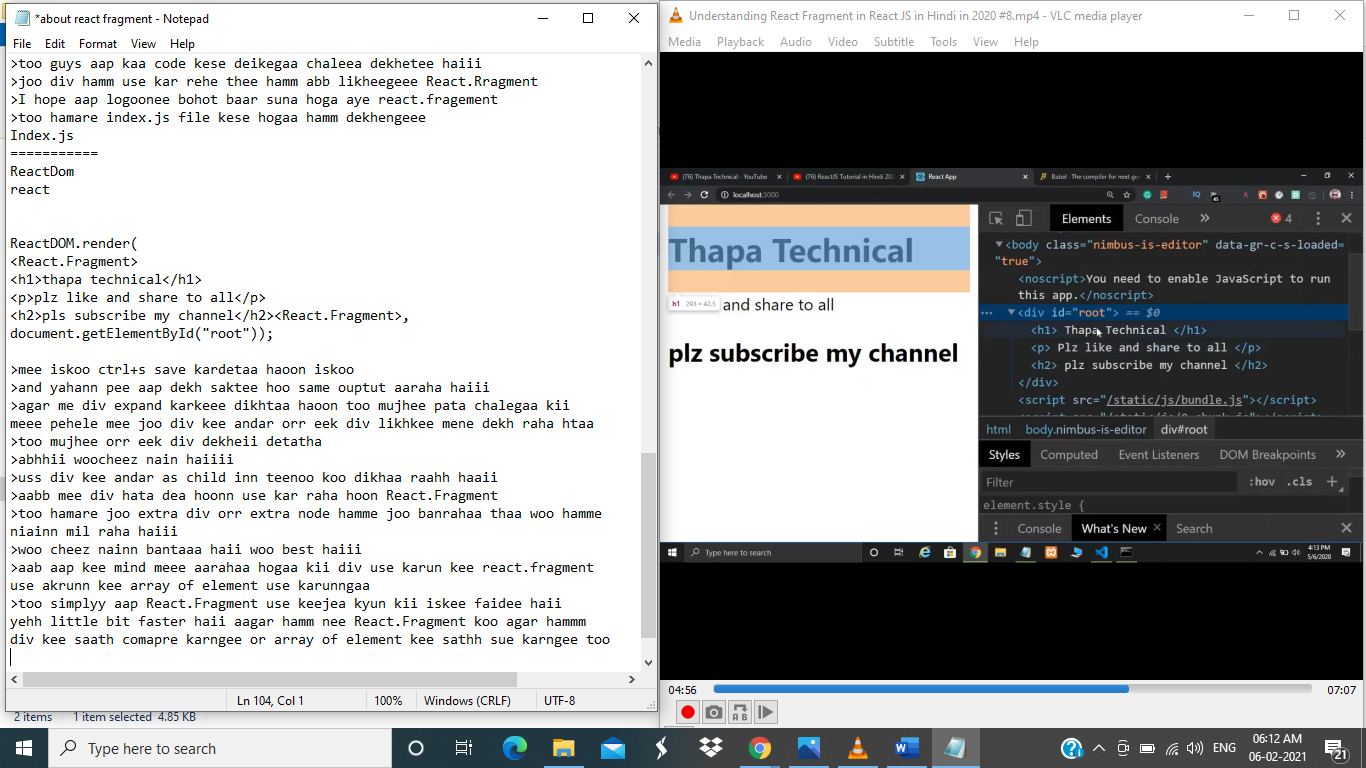 *about react fragment - Notepad
File Edit Format View Help
>too guys aap kaa code kese deikegaa chaleea dekhetee haiii
>joo div hamm use kar rehe thee hamm abb likheegeee React.Rragment
>I hope aap logoonee bohot baar suna hoga aye react.fragement
>too hamare index.js file kese hogaa hamm dekhengeee
Index.js
===========
ReactDom
react
ReactDOM.render(
<React.Fragment>
<h1>thapa technical</h1>
<p>plz like and share to all</p>
<h2>pls subscribe my channel</h2><React.Fragment>,
document.getElementById("root"));
>mee iskoo ctrl+s save kardetaa haoon iskoo
>and yahann pee aap dekh saktee hoo same ouptut aaraha haiii
>agar me div expand karkeee dikhtaa haoon too mujhee pata chalegaa kii
meee pehele mee joo div kee andar orr eek div likhkee mene dekh raha htaa
>too mujhee orr eek div dekheii detatha
>abhhii woocheez nain haiiii
>uss div kee andar as child inn teenoo koo dikhaa raahh haaii
>aabb mee div hata dea hoonn use kar raha hoon React.Fragment
>too hamare joo extra div orr extra node hamme joo banrahaa thaa woo hamme
niainn mil raha haiii
>woo cheez nainn bantaaa haii woo best haiii
>aab aap kee mind meee aarahaa hogaa kii div use karun kee react.fragment
use akrunn kee array of element use karunngaa
>too simplyy aap React.Fragment use keejea kyun kii iskee faidee haii
yehh little bit faster haii aagar hamm nee React.Fragment koo agar hammm
div kee saath comapre karngee or array of element kee sathh sue karngee too
Ln 104, Col 1 100% Windows (CRLF) UTF-8
2 items 1 item selected 4.85 KB
Understanding React Fragment in React JS in Hindi in 2020 #8.mp4 - VLC media player
Media Playback Audio Video Subtitle Tools View Help
(76) Thapa Technical - YouTube
(76) ReactJS Tutorial in Hindi 202
React App
Babel - The compiler for next ge
localhost:3000
Thapa Technical
h1 293 × 42.5
and share to all
plz subscribe my channel
Elements Console » 4
<body class="nimbus-is-editor" data-gr-c-s-loaded=
"true">
<noscript>You need to enable JavaScript to run
this app.</noscript>
<div id="root"> == $0
<h1> Thapa Technical </h1>
<p> Plz like and share to all </p>
<h2> plz subscribe my channel </h2>
</div>
<script src="/static/js/bundle.js"></script>
html body.nimbus-is-editor div#root
Styles Computed Event Listeners DOM Breakpoints »
Filter :hov .cls +
element.style {
Console What's New Search
Type here to search
4:13 PM
5/6/2020
04:56 07:07
Type here to search
ENG
06:12 AM
06-02-2021
21